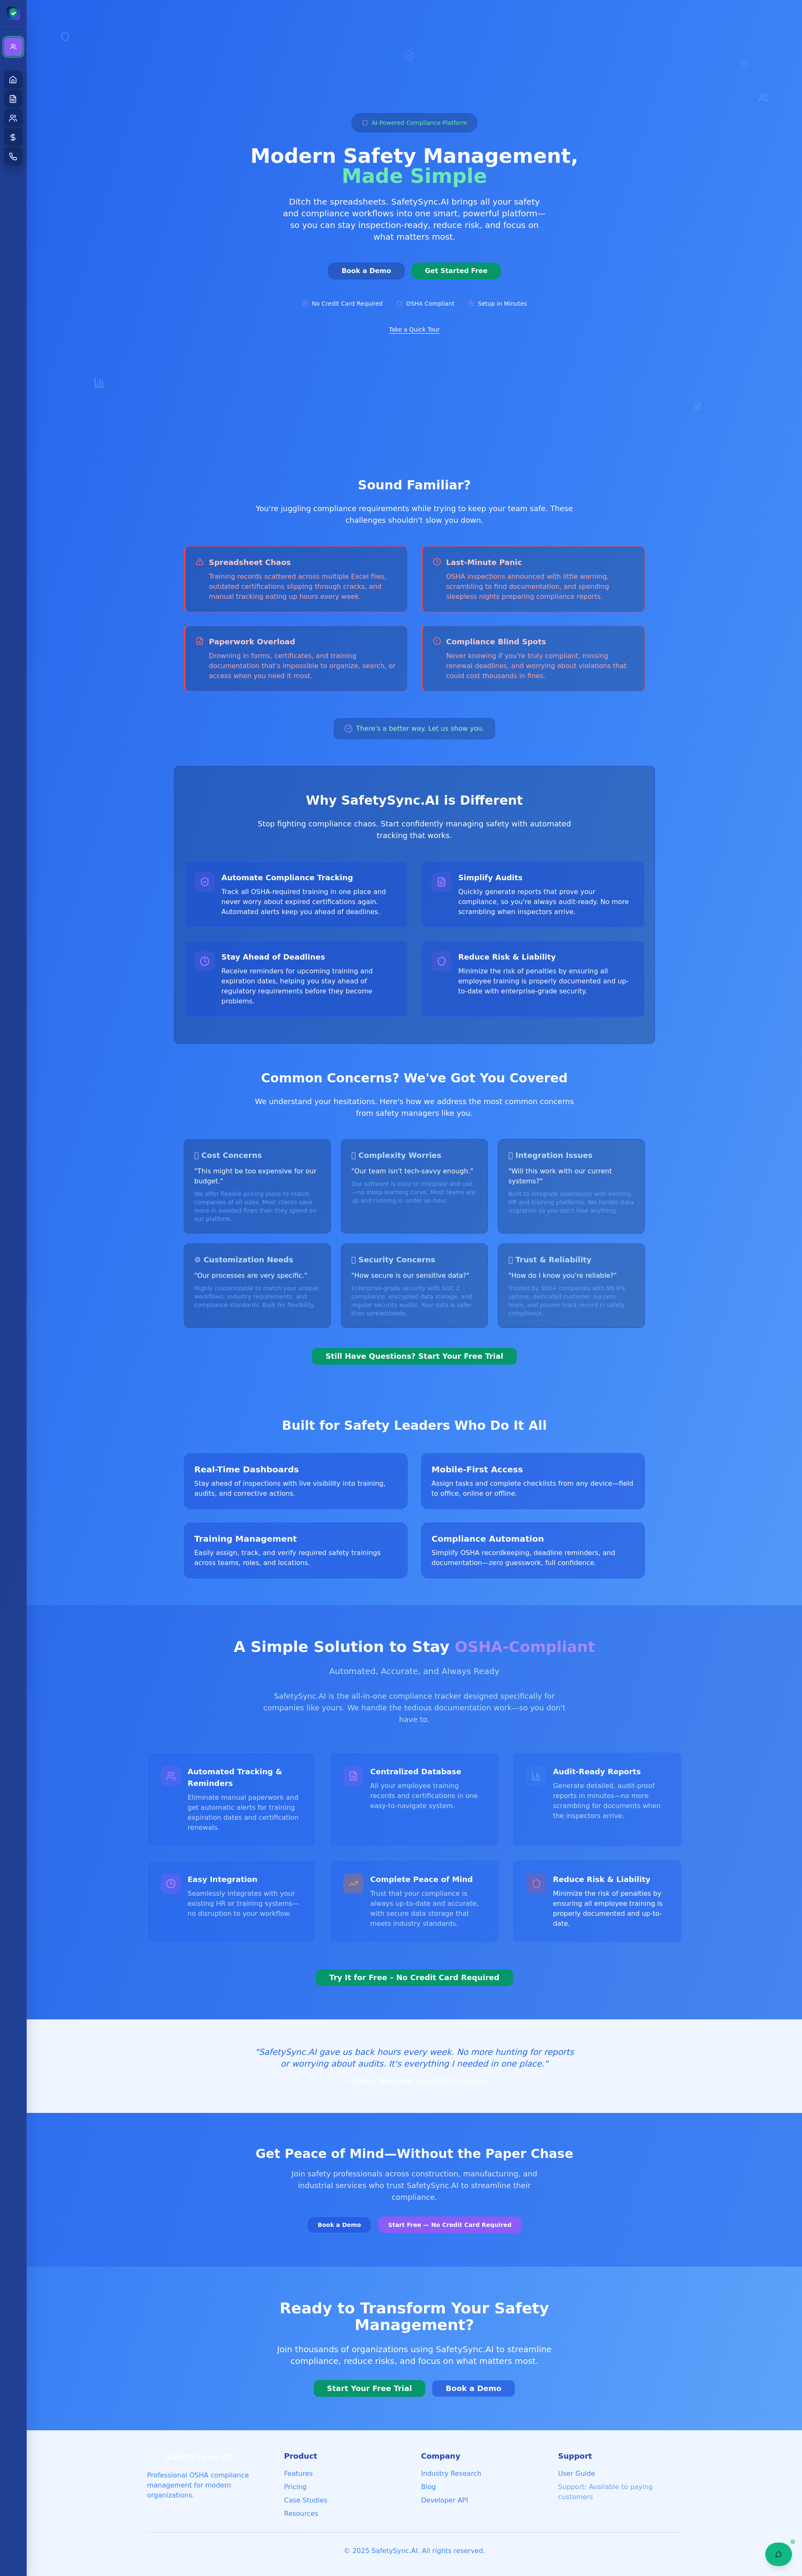 AI-Powered Compliance Platform
Modern Safety Management,
Made Simple
Ditch the spreadsheets. SafetySync.AI brings all your safety
and compliance workflows into one smart, powerful platform—
so you can stay inspection-ready, reduce risk, and focus on
what matters most.
Book a Demo
Get Started Free
No Credit Card Required
OSHA Compliant
Setup in Minutes
Take a Quick Tour
Sound Familiar?
You're juggling compliance requirements while trying to keep your team safe. These
challenges shouldn't slow you down.
Spreadsheet Chaos
Training records scattered across multiple Excel files,
outdated certifications slipping through cracks, and
manual tracking eating up hours every week.
Last-Minute Panic
OSHA inspections announced with little warning,
scrambling to find documentation, and spending
sleepless nights preparing compliance reports.
Paperwork Overload
Drowning in forms, certificates, and training
documentation that's impossible to organize, search, or
access when you need it most.
Compliance Blind Spots
Never knowing if you're truly compliant, missing
renewal deadlines, and worrying about violations that
could cost thousands in fines.
There's a better way. Let us show you.
Why SafetySync.AI is Different
Stop fighting compliance chaos. Start confidently managing safety with automated
tracking that works.
Automate Compliance Tracking
Track all OSHA-required training in one place and
never worry about expired certifications again.
Automated alerts keep you ahead of deadlines.
Simplify Audits
Quickly generate reports that prove your
compliance, so you're always audit-ready. No more
scrambling when inspectors arrive.
Stay Ahead of Deadlines
Receive reminders for upcoming training and
expiration dates, helping you stay ahead of
regulatory requirements before they become
problems.
Reduce Risk & Liability
Minimize the risk of penalties by ensuring all
employee training is properly documented and up-
to-date with enterprise-grade security.
Common Concerns? We've Got You Covered
We understand your hesitations. Here's how we address the most common concerns
from safety managers like you.
Cost Concerns
"This might be too expensive for our
budget."
We offer flexible pricing plans to match
companies of all sizes. Most clients save
more in avoided fines than they spend on
our platform.
Complexity Worries
"Our team isn't tech-savvy enough."
Our software is easy to integrate and use
—no steep learning curve. Most teams are
up and running in under an hour.
Integration Issues
"Will this work with our current
systems?"
Built to integrate seamlessly with existing
HR and training platforms. We handle data
migration so you don't lose anything.
⚙ Customization Needs
"Our processes are very specific."
Highly customizable to match your unique
workflows, industry requirements, and
compliance standards. Built for flexibility.
Security Concerns
"How secure is our sensitive data?"
Enterprise-grade security with SOC 2
compliance, encrypted data storage, and
regular security audits. Your data is safer
than spreadsheets.
Trust & Reliability
"How do I know you're reliable?"
Trusted by 500+ companies with 99.9%
uptime, dedicated customer success
team, and proven track record in safety
compliance.
Still Have Questions? Start Your Free Trial
Built for Safety Leaders Who Do It All
Real-Time Dashboards
Stay ahead of inspections with live visibility into training,
audits, and corrective actions.
Mobile-First Access
Assign tasks and complete checklists from any device—field
to office, online or offline.
Training Management
Easily assign, track, and verify required safety trainings
across teams, roles, and locations.
Compliance Automation
Simplify OSHA recordkeeping, deadline reminders, and
documentation—zero guesswork, full confidence.
A Simple Solution to Stay OSHA-Compliant
Automated, Accurate, and Always Ready
SafetySync.AI is the all-in-one compliance tracker designed specifically for
companies like yours. We handle the tedious documentation work—so you don't
have to.
Automated Tracking &
Reminders
Eliminate manual paperwork and
get automatic alerts for training
expiration dates and certification
renewals.
Centralized Database
All your employee training
records and certifications in one
easy-to-navigate system.
Audit-Ready Reports
Generate detailed, audit-proof
reports in minutes—no more
scrambling for documents when
the inspectors arrive.
Easy Integration
Seamlessly integrates with your
existing HR or training systems—
no disruption to your workflow.
Complete Peace of Mind
Trust that your compliance is
always up-to-date and accurate,
with secure data storage that
meets industry standards.
Reduce Risk & Liability
Minimize the risk of penalties by
ensuring all employee training is
properly documented and up-to-
date.
Try It for Free – No Credit Card Required
"SafetySync.AI gave us back hours every week. No more hunting for reports
or worrying about audits. It's everything I needed in one place."
Get Peace of Mind—Without the Paper Chase
Join safety professionals across construction, manufacturing, and
industrial services who trust SafetySync.AI to streamline their
compliance.
Book a Demo
Start Free — No Credit Card Required
Ready to Transform Your Safety
Management?
Join thousands of organizations using SafetySync.AI to streamline
compliance, reduce risks, and focus on what matters most.
Start Your Free Trial
Book a Demo
SafetySync.AI
Professional OSHA compliance
management for modern
organizations.
Product
Features
Pricing
Case Studies
Resources
Company
Industry Research
Blog
Developer API
Support
User Guide
Support: Available to paying
customers
© 2025 SafetySync.AI. All rights reserved.